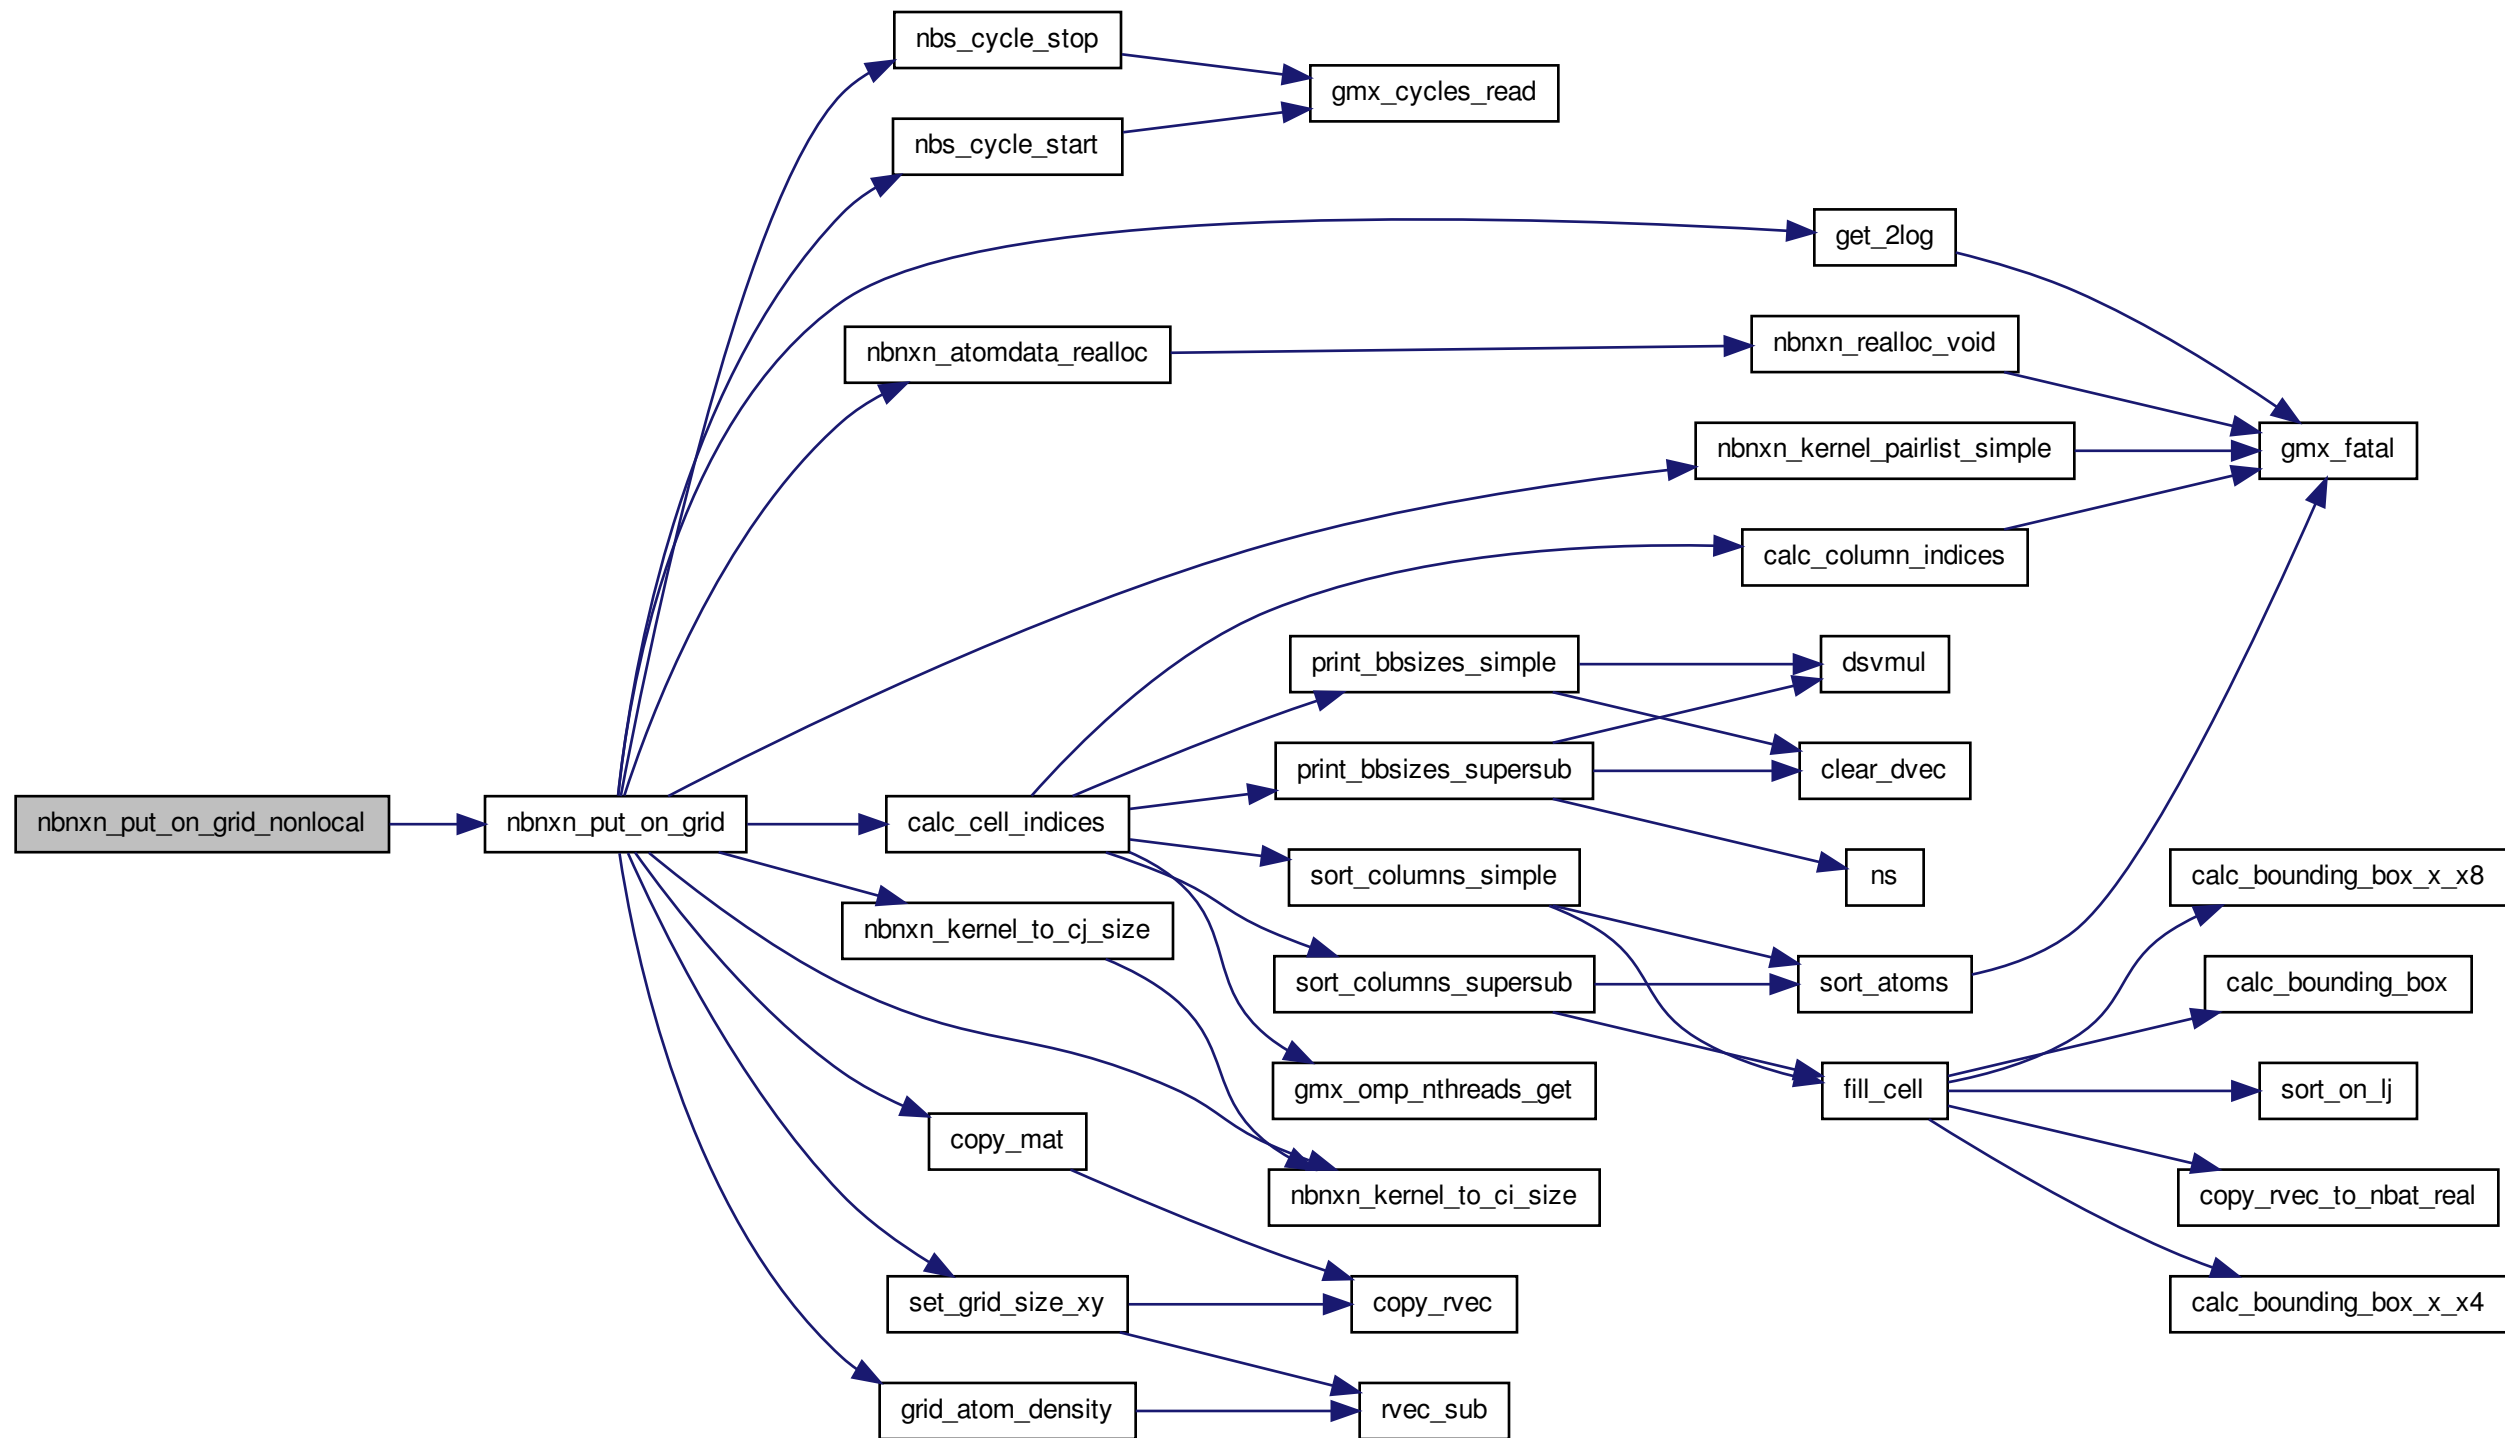 nbs_cycle_stop
gmx_cycles_read
nbs_cycle_start
get_2log
nbnxn_atomdata_realloc
nbnxn_realloc_void
nbnxn_kernel_pairlist_simple
gmx_fatal
calc_column_indices
print_bbsizes_simple
dsvmul
print_bbsizes_supersub
clear_dvec
nbnxn_put_on_grid_nonlocal
nbnxn_put_on_grid
calc_cell_indices
sort_columns_simple
ns
calc_bounding_box_x_x8
nbnxn_kernel_to_cj_size
sort_columns_supersub
sort_atoms
calc_bounding_box
gmx_omp_nthreads_get
fill_cell
sort_on_lj
copy_mat
nbnxn_kernel_to_ci_size
copy_rvec_to_nbat_real
set_grid_size_xy
copy_rvec
calc_bounding_box_x_x4
grid_atom_density
rvec_sub